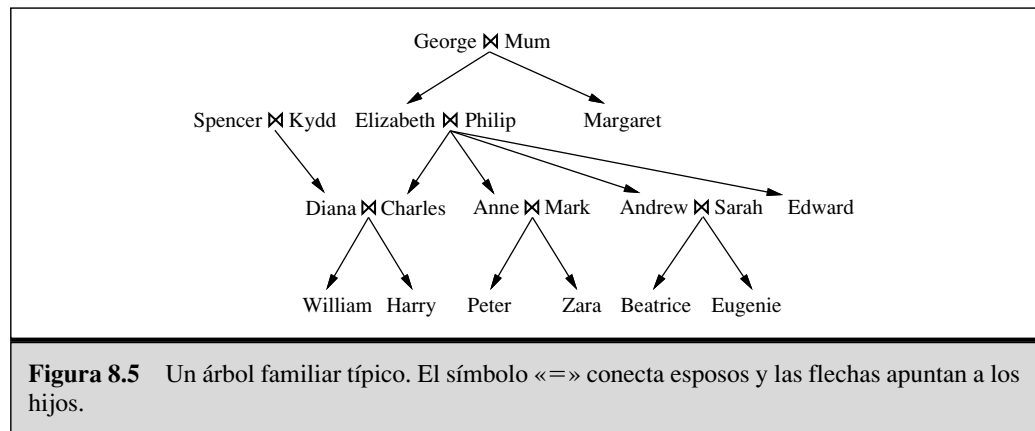 George ⋈ Mum
Spencer ⋈ Kydd Elizabeth ⋈ Philip Margaret
Diana ⋈ Charles Anne ⋈ Mark Andrew ⋈ Sarah Edward
William Harry Peter Zara Beatrice Eugenie
Figura 8.5 Un árbol familiar típico. El símbolo «=» conecta esposos y las flechas apuntan a los
hijos.